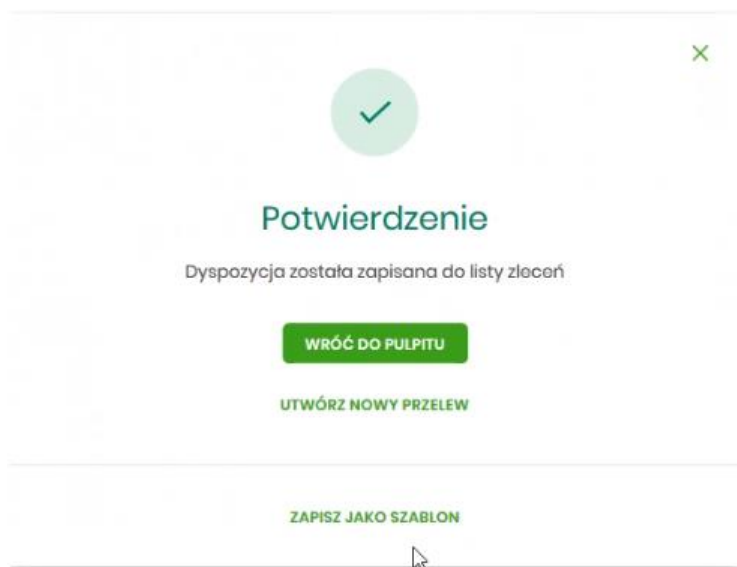 Potwierdzenie
Dyspozycja została zapisana do listy zleceń
WRÓĆ DO PULPITU
UTWÓRZ NOWY PRZELEW
ZAPISZ JAKO SZABLON